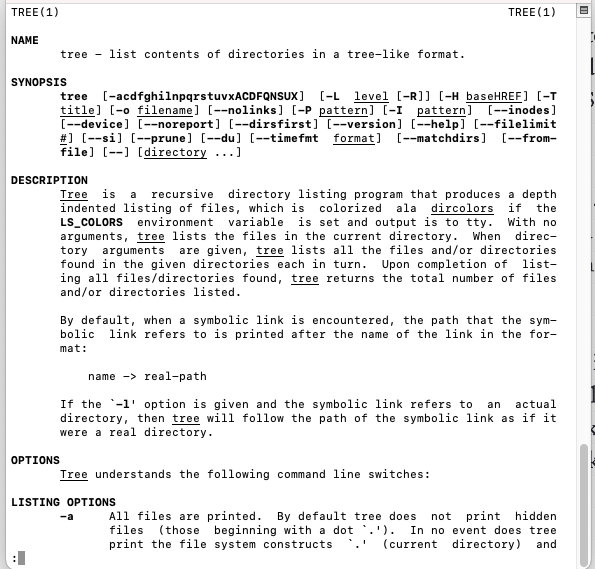 TREE(1) TREE(1)
NAME
tree - list contents of directories in a tree-like format.
SYNOPSIS
tree [-acdfghilnpqrstuvxACDFQNSUX] [-L level [-R]] [-H baseHREF] [-T
title] [-o filename] [--nolinks] [-P pattern] [-I pattern] [--inodes]
[--device] [--noreport] [--dirsfirst] [--version] [--help] [--filelimit
#] [--si] [--prune] [--du] [--timefmt format] [--matchdirs] [--from-
file] [--] [directory ...]
DESCRIPTION
Tree is a recursive directory listing program that produces a depth
indented listing of files, which is colorized ala dircolors if the
LS_COLORS environment variable is set and output is to tty. With no
arguments, tree lists the files in the current directory. When direc-
tory arguments are given, tree lists all the files and/or directories
found in the given directories each in turn. Upon completion of list-
ing all files/directories found, tree returns the total number of files
and/or directories listed.
By default, when a symbolic link is encountered, the path that the sym-
bolic link refers to is printed after the name of the link in the for-
mat:
name -> real-path
If the `-l' option is given and the symbolic link refers to an actual
directory, then tree will follow the path of the symbolic link as if it
were a real directory.
OPTIONS
Tree understands the following command line switches:
LISTING OPTIONS
-a All files are printed. By default tree does not print hidden
files (those beginning with a dot `.'). In no event does tree
print the file system constructs `.' (current directory) and
: